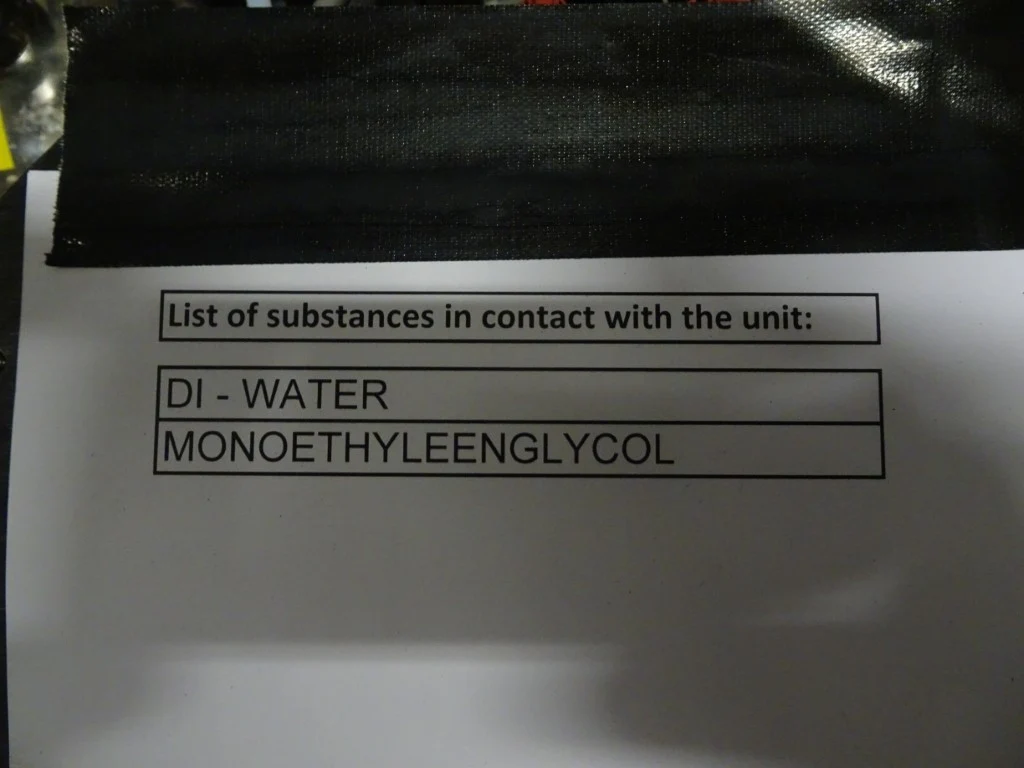 List of substances in contact with the unit:
DI - WATER
MONOETHYLEENGLYCOL